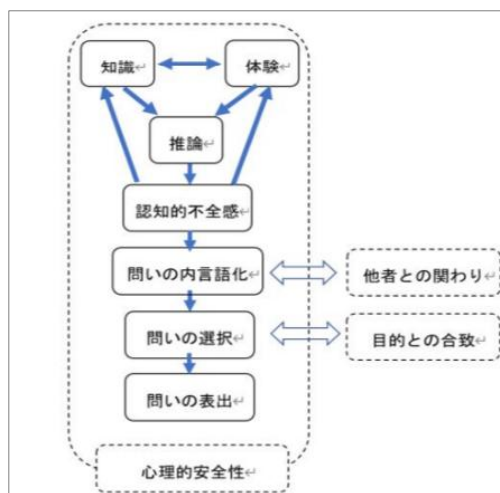 知識↵
体験↵
推論↵
認知的不全感↵
問いの内言語化↵
他者との関わり↵
問いの選択↵
目的との合致↵
問いの表出↵
心理的安全性↵